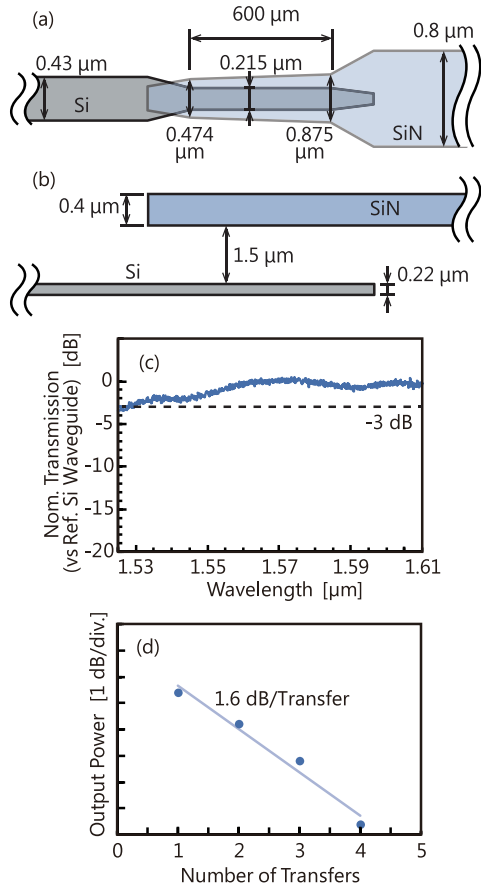 (a)
600 µm
0.43 µm
0.215
µm
0.8 µm
Si
0.474
µm
0.875
µm
SiN
(b)
0.4 µm
SiN
1.5 µm
Si
0.22 µm
(c)
Nom. Transmission
(vs Ref. Si Waveguide) [dB]
0
-5
-10
-15
-20
-3 dB
1.53
1.55
1.57
1.59
1.61
Wavelength [µm]
(d)
Output Power [1 dB/div.]
1.6 dB/Transfer
0
1
2
3
4
5
Number of Transfers